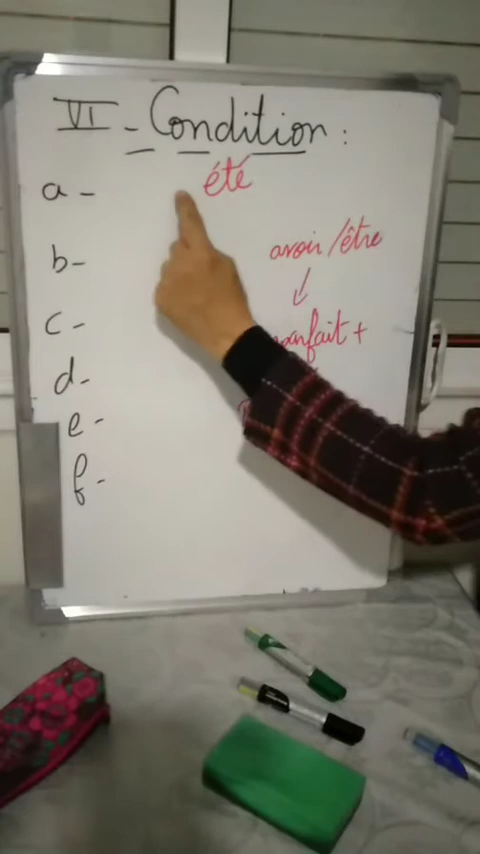 VI - Condition :
été
a -
avoir / être
b -
↓
c -
d -
e -
f -